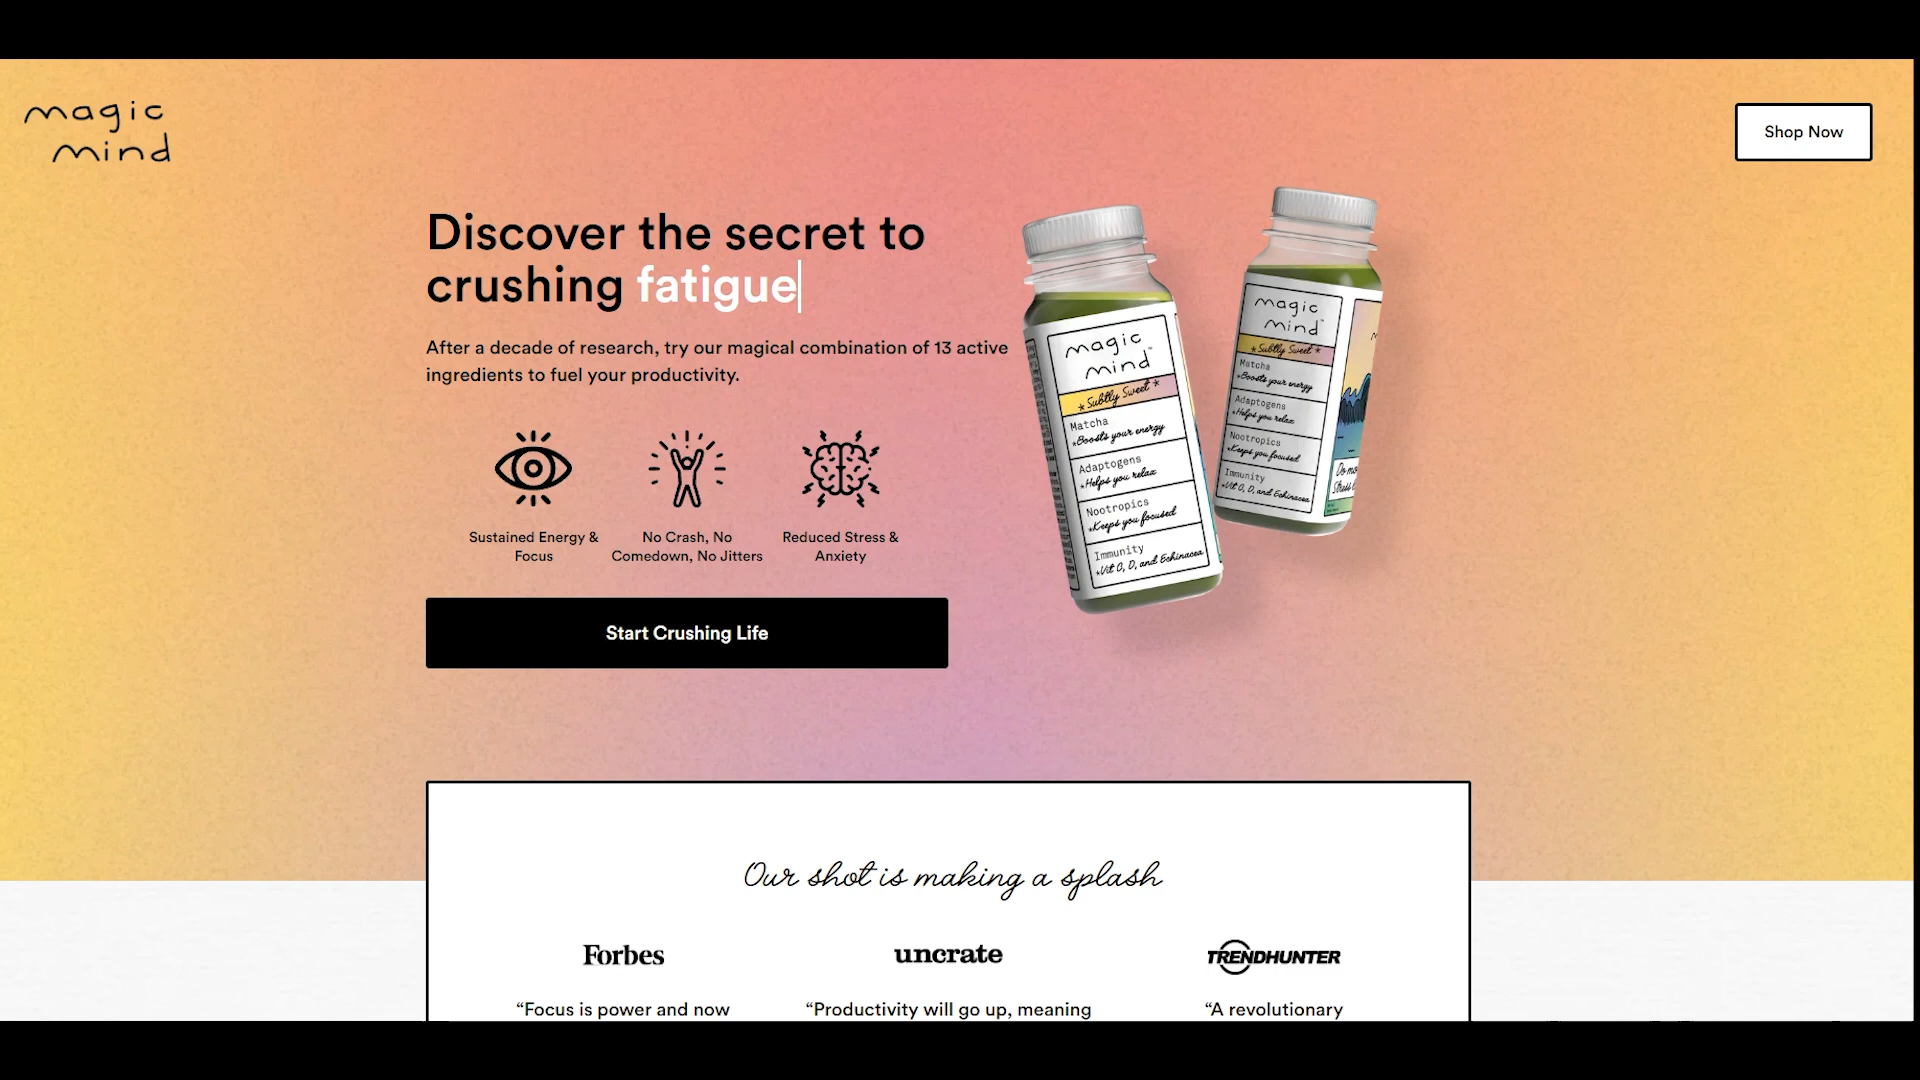 magic
mind
Shop Now
Discover the secret to
crushing fatigue
After a decade of research, try our magical combination of 13 active
ingredients to fuel your productivity.
Sustained Energy &
Focus
No Crash, No
Comedown, No Jitters
Reduced Stress &
Anxiety
Start Crushing Life
magic
mind™
* Subtly Sweet *
Matcha
*Boosts your energy
Adaptogens
*Helps you relax
Nootropics
*Keeps you focused
Immunity
*Vit C, D, and Echinacea
magic
mind™
* Subtly Sweet *
Matcha
*Boosts your energy
Adaptogens
*Helps you relax
Nootropics
*Keeps you focused
Immunity
*Vit C, D, and Echinacea
Our shot is making a splash
Forbes
uncrate
TRENDHUNTER
“Focus is power and now
“Productivity will go up, meaning
“A revolutionary